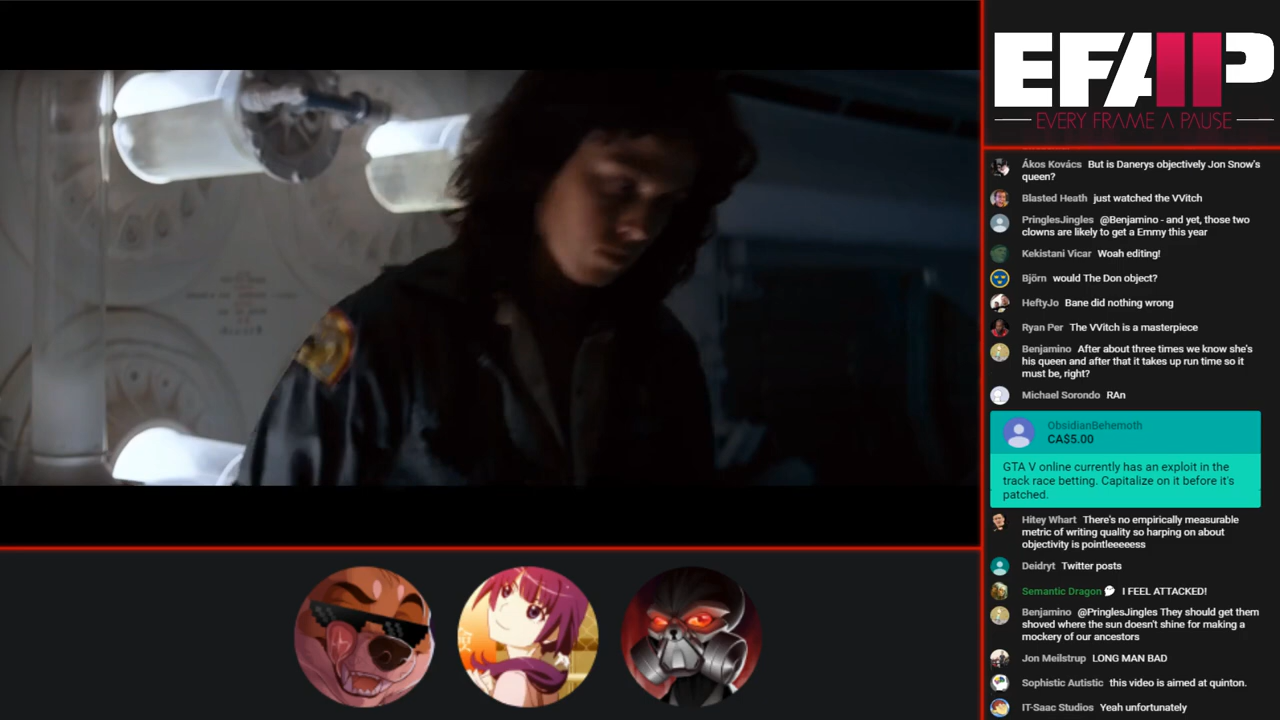 EFAP
EVERY FRAME A PAUSE
Ákos Kovács But is Danerys objectively Jon Snow's
queen?
Blasted Heath just watched the VVitch
PringlesJingles @Benjamino - and yet, those two
clowns are likely to get a Emmy this year
Kekistani Vicar Woah editing!
Björn would The Don object?
HeftyJo Bane did nothing wrong
Ryan Per The VVitch is a masterpiece
Benjamino After about three times we know she's
his queen and after that it takes up run time so it
must be, right?
Michael Sorondo RAn
ObsidianBehemoth
CA$5.00
GTA V online currently has an exploit in the
track race betting. Capitalize on it before it's
patched.
Hitey Whart There's no empirically measurable
metric of writing quality so harping on about
objectivity is pointleeeeess
Deidryt Twitter posts
Semantic Dragon I FEEL ATTACKED!
Benjamino @PringlesJingles They should get them
shoved where the sun doesn't shine for making a
mockery of our ancestors
Jon Meilstrup LONG MAN BAD
Sophistic Autistic this video is aimed at quinton.
IT-Saac Studios Yeah unfortunately